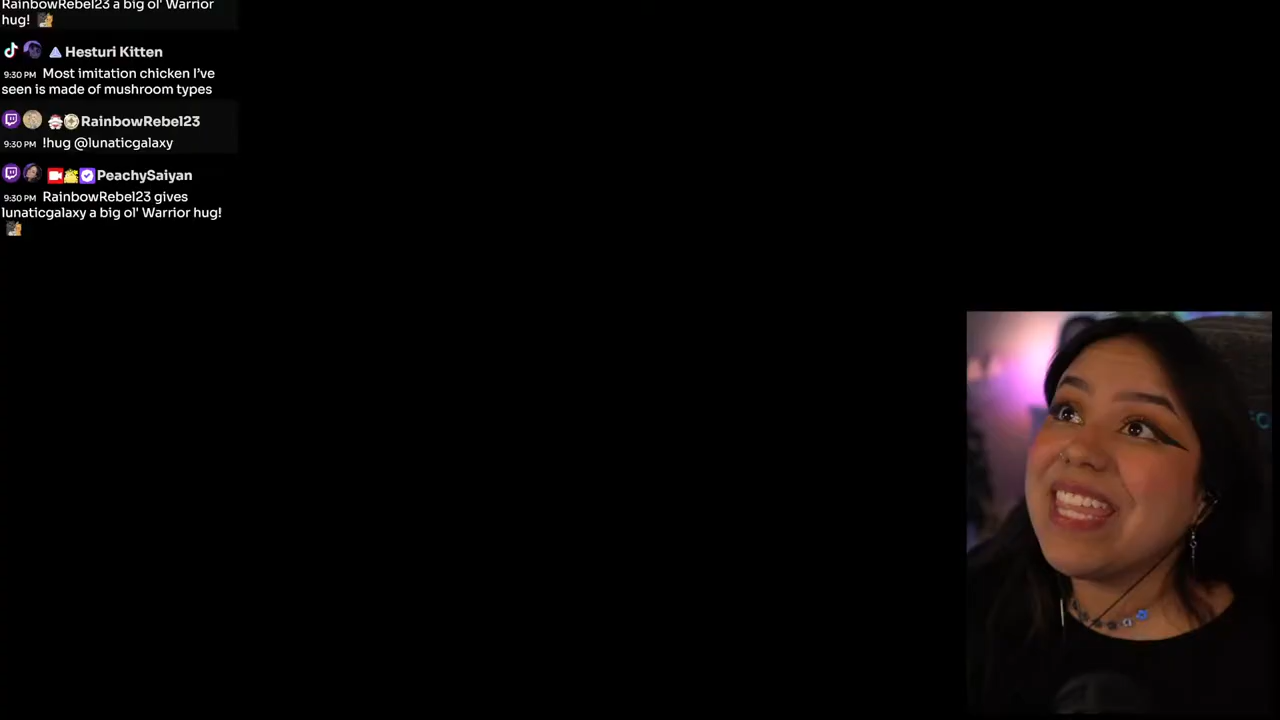 RainbowRebel23 a big ol' Warrior
hug!
Hesturi Kitten
9:30 PM Most imitation chicken I've
seen is made of mushroom types
RainbowRebel23
9:30 PM !hug @lunaticgalaxy
PeachySaiyan
9:30 PM RainbowRebel23 gives
lunaticgalaxy a big ol' Warrior hug!